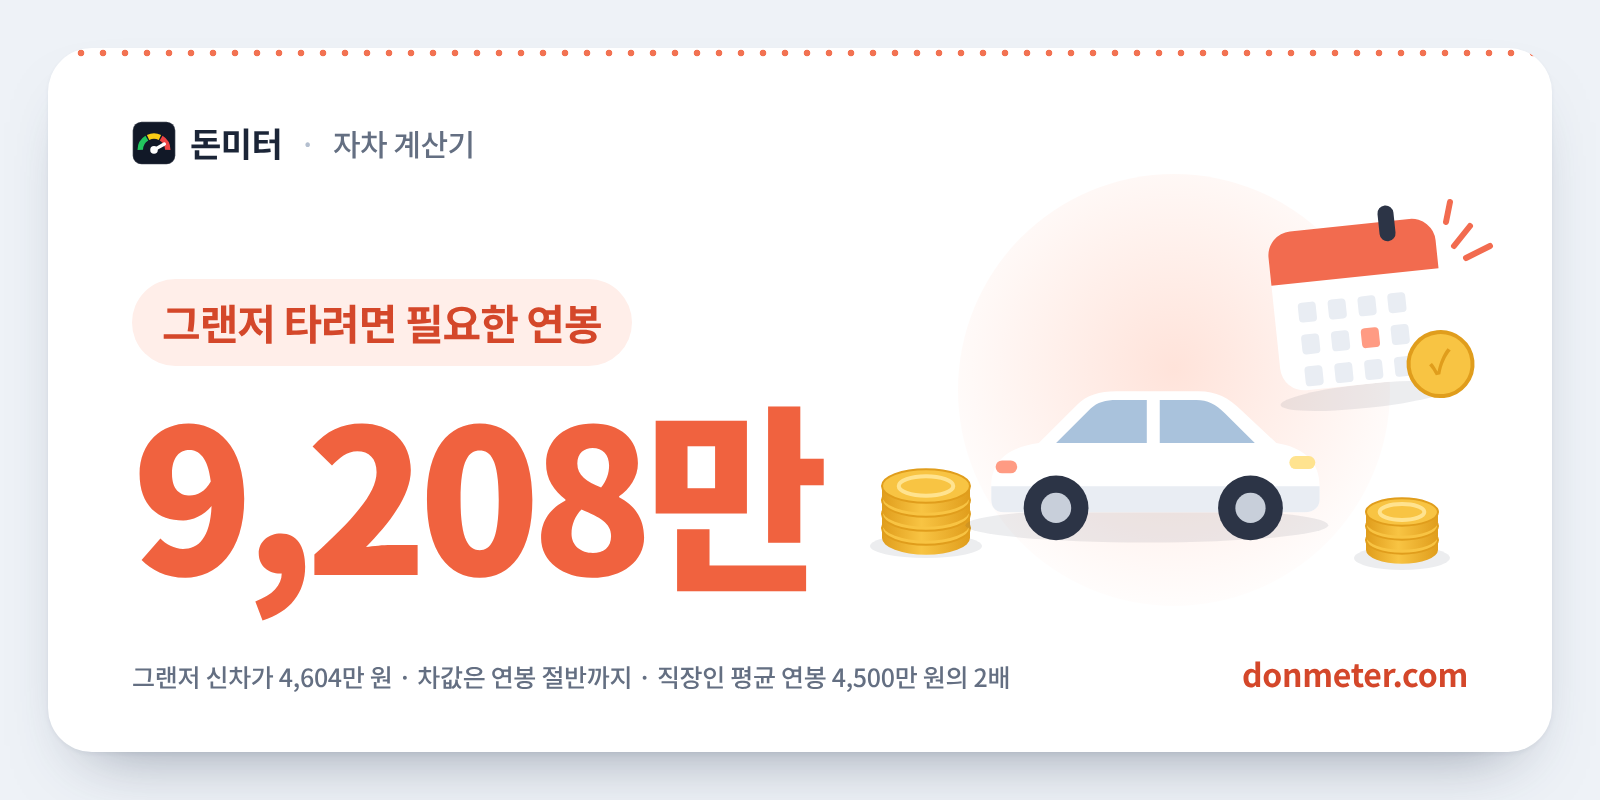 돈미터 · 자차 계산기
그랜저 타려면 필요한 연봉
9,208만
그랜저 신차가 4,604만 원 · 차값은 연봉 절반까지 · 직장인 평균 연봉 4,500만 원의 2배
donmeter.com